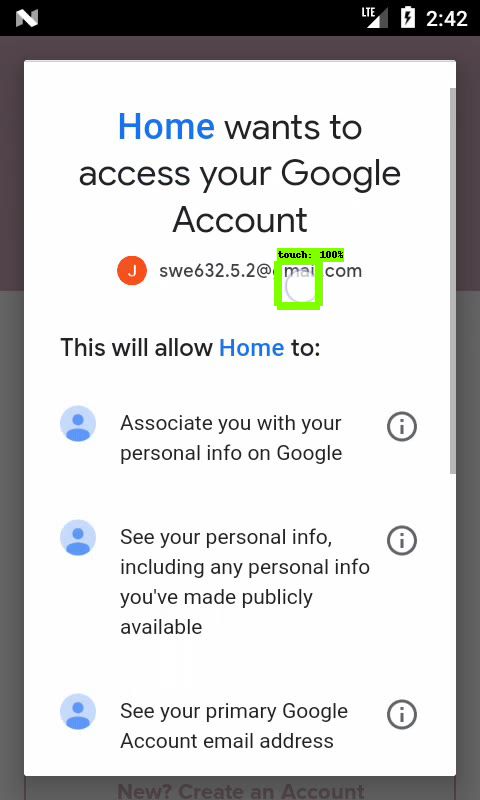 LTE 2:42
Home wants to
access your Google
Account
J swe632.5.2@gmail.com
touch: 100%
This will allow Home to:
Associate you with your
personal info on Google
See your personal info,
including any personal info
you've made publicly
available
See your primary Google
Account email address
New? Create an Account